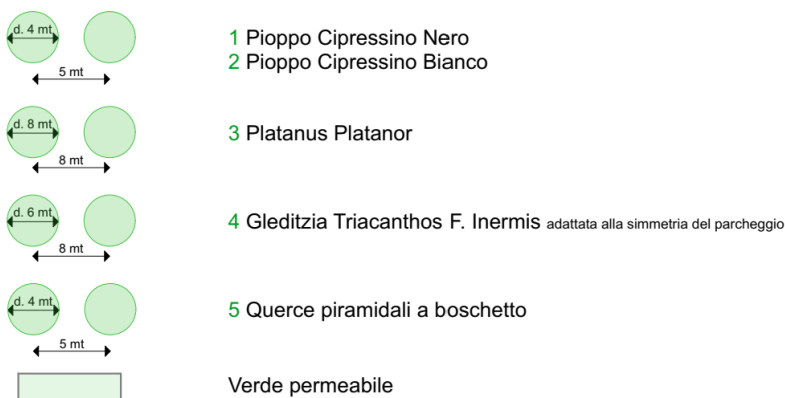 d. 4 mt
5 mt
1 Pioppo Cipressino Nero
2 Pioppo Cipressino Bianco
d. 8 mt
8 mt
3 Platanus Platanor
d. 6 mt
8 mt
4 Gleditzia Triacanthos F. Inermis adattata alla simmetria del parcheggio
d. 4 mt
5 mt
5 Querce piramidali a boschetto
Verde permeabile